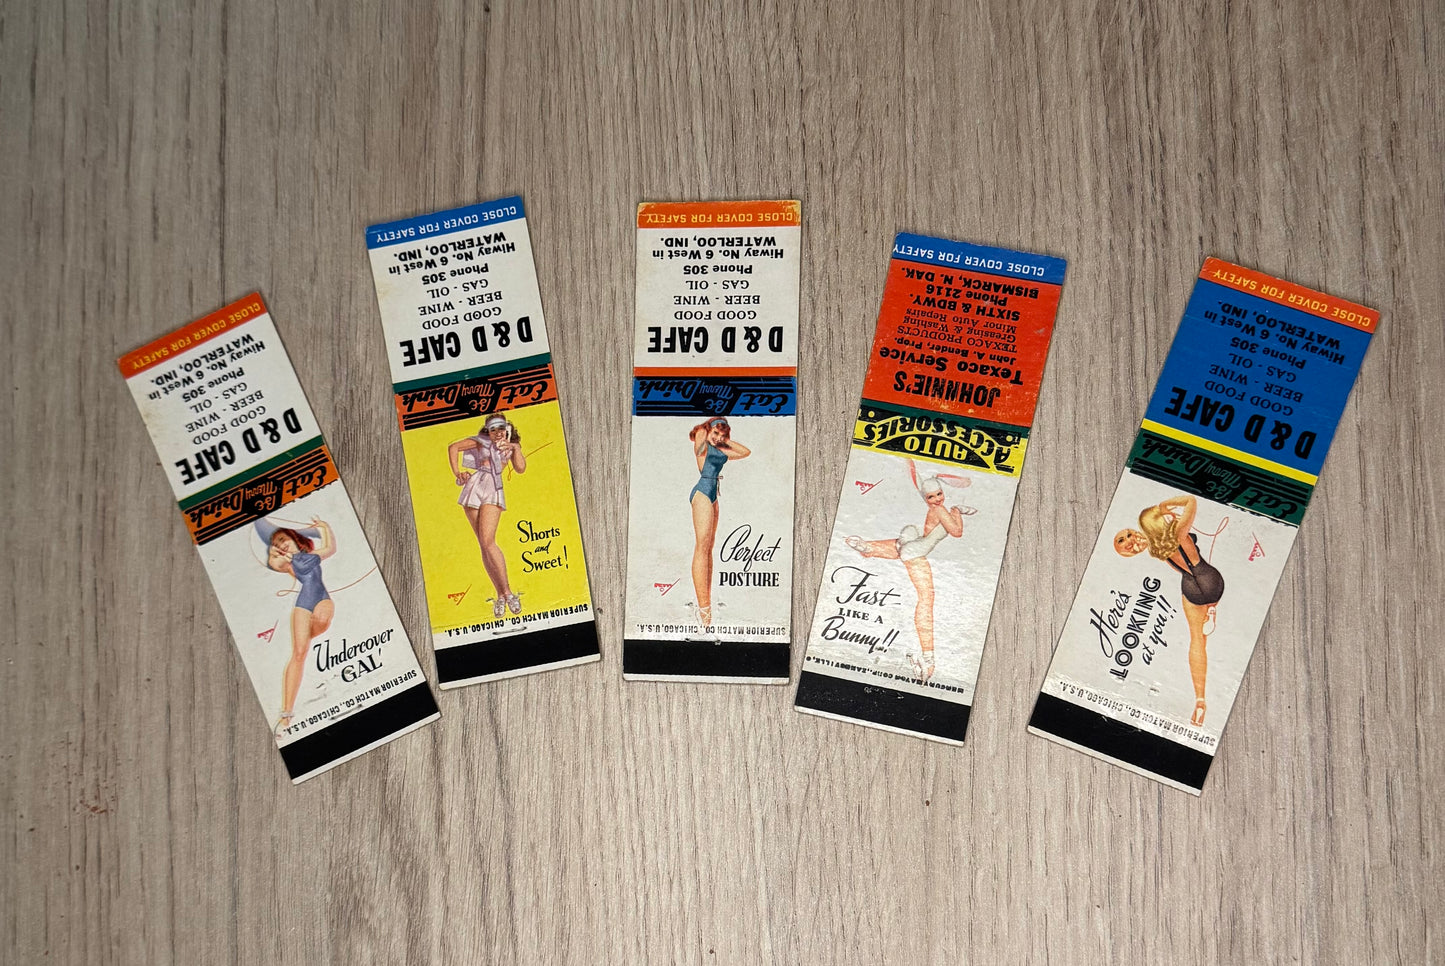 CLOSE COVER FOR SAFETY
Hiway No. 6 West in
WATERLOO, IND.
Phone 305
GAS - OIL
BEER - WINE
GOOD FOOD
D & D CAFE
Eat
Drink
BE
Merry
Undercover
GAL'
SUPERIOR MATCH CO., CHICAGO, U.S.A.
CLOSE COVER FOR SAFETY
Hiway No. 6 West in
WATERLOO, IND.
Phone 305
GAS - OIL
BEER - WINE
GOOD FOOD
D & D CAFE
Eat
Drink
BE
Merry
Shorts
and
Sweet!
SUPERIOR MATCH CO., CHICAGO, U.S.A.
CLOSE COVER FOR SAFETY
Hiway No. 6 West in
WATERLOO, IND.
Phone 305
GAS - OIL
BEER - WINE
GOOD FOOD
D & D CAFE
Eat
Drink
BE
Merry
Perfect
POSTURE
SUPERIOR MATCH CO., CHICAGO, U.S.A.
CLOSE COVER FOR SAFETY
JOHNNIE'S
Texaco Service
John A. Bender, Prop.
TEXACO PRODUCTS
Greasing & Washing
Minor Auto Repairs
SIXTH & BDWY.
Phone 2116
BISMARCK, N. DAK.
AUTO
ACCESSORIES
Fast
LIKE A
Bunny!!
CLOSE COVER FOR SAFETY
Hiway No. 6 West in
WATERLOO, IND.
Phone 305
GAS - OIL
BEER - WINE
GOOD FOOD
D & D CAFE
Eat
Drink
BE
Merry
Here's
LOOKING
at you!!
SUPERIOR MATCH CO., CHICAGO, U.S.A.